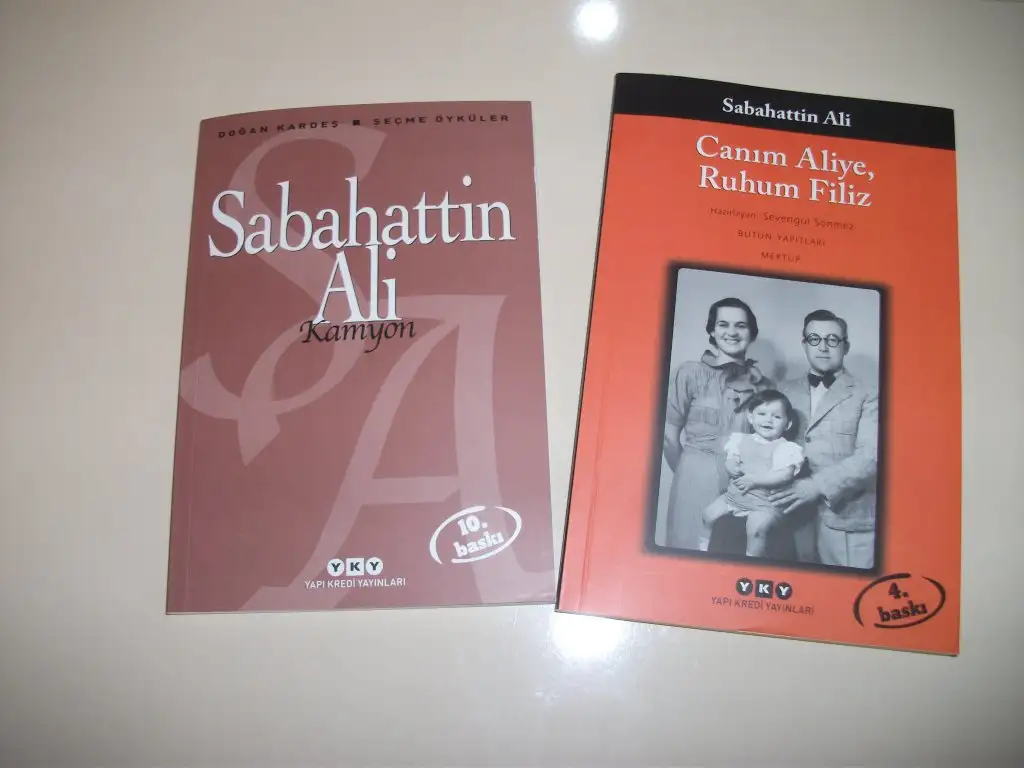 DOĞAN KARDEŞ ■ SEÇME ÖYKÜLER
Sabahattin
Ali
Kamyon
10.
baskı
YKY
YAPI KREDİ YAYINLARI
Sabahattin Ali
Canım Aliye,
Ruhum Filiz
Hazırlayan: Sevengül Sönmez
BÜTÜN YAPITLARI
MEKTUP
YKY
YAPI KREDİ YAYINLARI
4.
baskı